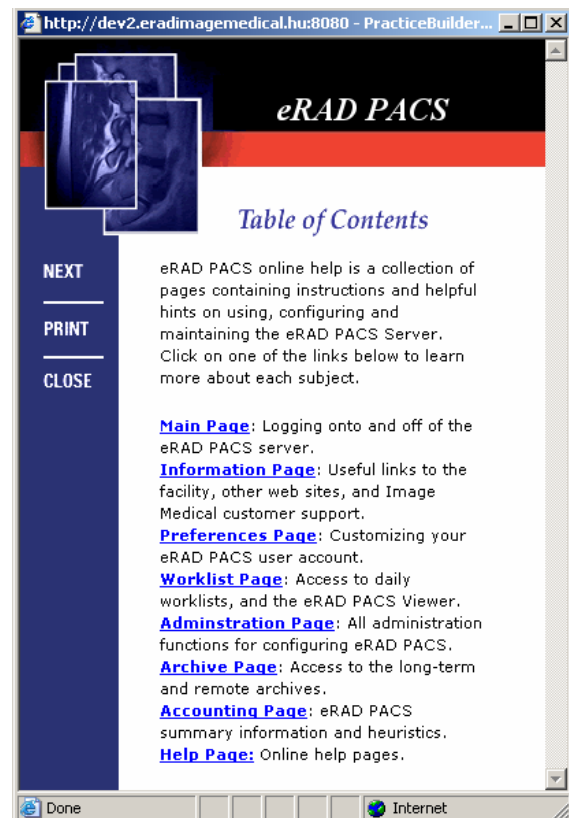 http://dev2.eradimagemedical.hu:8080 - PracticeBuilder...
eRAD PACS
Table of Contents
NEXT
PRINT
CLOSE
eRAD PACS online help is a collection of
pages containing instructions and helpful
hints on using, configuring and
maintaining the eRAD PACS Server.
Click on one of the links below to learn
more about each subject.
Main Page: Logging onto and off of the
eRAD PACS server.
Information Page: Useful links to the
facility, other web sites, and Image
Medical customer support.
Preferences Page: Customizing your
eRAD PACS user account.
Worklist Page: Access to daily
worklists, and the eRAD PACS Viewer.
Adminstration Page: All administration
functions for configuring eRAD PACS.
Archive Page: Access to the long-term
and remote archives.
Accounting Page: eRAD PACS
summary information and heuristics.
Help Page: Online help pages.
Done
Internet